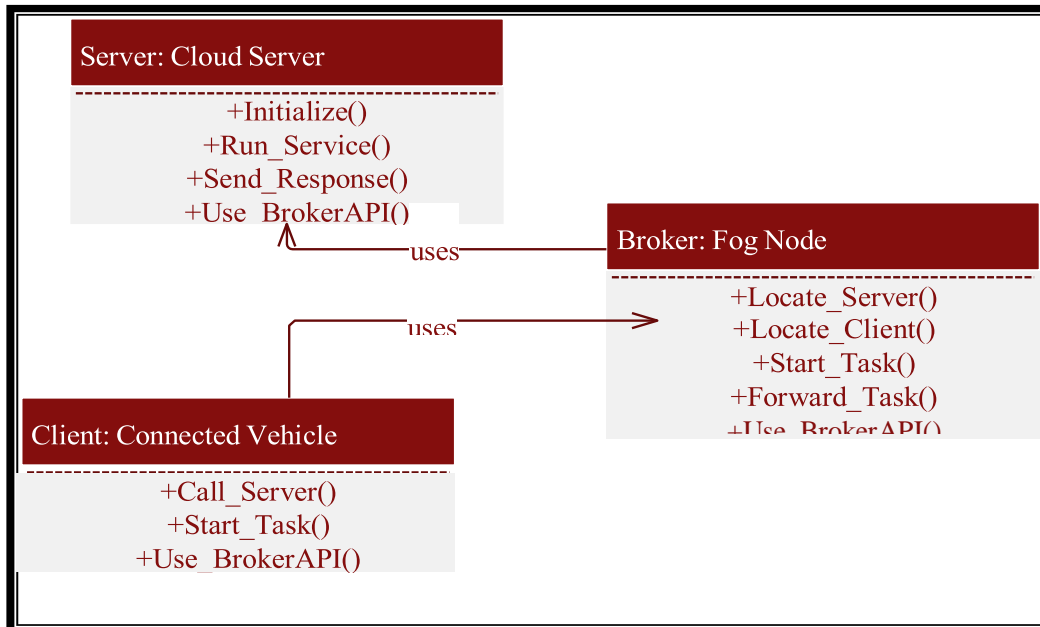 Server: Cloud Server
+Initialize()
+Run_Service()
+Send_Response()
+Use_BrokerAPI()
uses
Broker: Fog Node
+Locate_Server()
+Locate_Client()
+Start_Task()
+Forward_Task()
+Use_BrokerAPI()
uses
Client: Connected Vehicle
+Call_Server()
+Start_Task()
+Use_BrokerAPI()